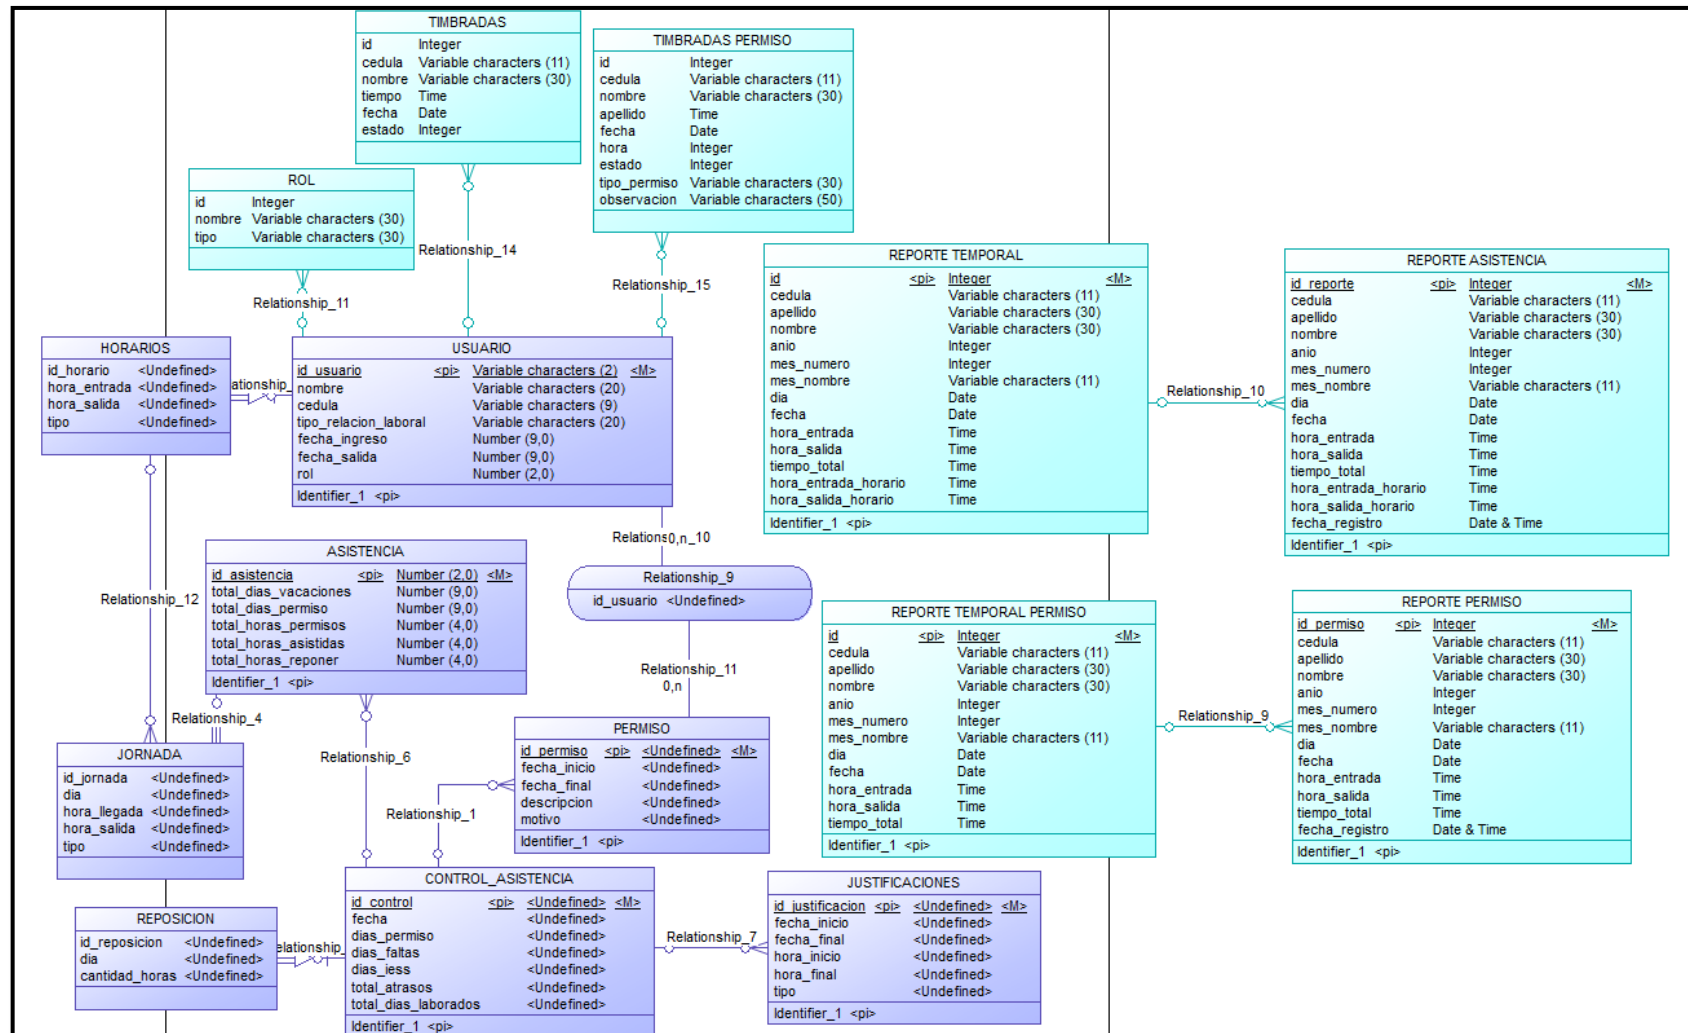 TIMBRADAS
id Integer
cedula Variable characters (11)
nombre Variable characters (30)
tiempo Time
fecha Date
estado Integer
TIMBRADAS PERMISO
id Integer
cedula Variable characters (11)
nombre Variable characters (30)
apellido Time
fecha Date
hora Integer
estado Integer
tipo_permiso Variable characters (30)
observacion Variable characters (50)
ROL
id Integer
nombre Variable characters (30)
tipo Variable characters (30)
Relationship_14
Relationship_15
Relationship_11
HORARIOS
id_horario <Undefined>
hora_entrada <Undefined>
hora_salida <Undefined>
tipo <Undefined>
ationship_
USUARIO
id_usuario <pi> Variable characters (2) <M>
nombre Variable characters (20)
cedula Variable characters (9)
tipo_relacion_laboral Variable characters (20)
fecha_ingreso Number (9,0)
fecha_salida Number (9,0)
rol Number (2,0)
Identifier_1 <pi>
REPORTE TEMPORAL
id <pi> Integer <M>
cedula Variable characters (11)
apellido Variable characters (30)
nombre Variable characters (30)
anio Integer
mes_numero Integer
mes_nombre Variable characters (11)
dia Date
fecha Date
hora_entrada Time
hora_salida Time
tiempo_total Time
hora_entrada_horario Time
hora_salida_horario Time
Identifier_1 <pi>
Relationship_10
REPORTE ASISTENCIA
id_reporte <pi> Integer <M>
cedula Variable characters (11)
apellido Variable characters (30)
nombre Variable characters (30)
anio Integer
mes_numero Integer
mes_nombre Variable characters (11)
dia Date
fecha Date
hora_entrada Time
hora_salida Time
tiempo_total Time
hora_entrada_horario Time
hora_salida_horario Time
fecha_registro Date & Time
Identifier_1 <pi>
ASISTENCIA
id_asistencia <pi> Number (2,0) <M>
total_dias_vacaciones Number (9,0)
total_dias_permiso Number (9,0)
total_horas_permisos Number (4,0)
total_horas_asistidas Number (4,0)
total_horas_reponer Number (4,0)
Identifier_1 <pi>
Relations0,n_10
Relationship_9
id_usuario <Undefined>
Relationship_11
0,n
Relationship_12
Relationship_4
Relationship_6
Relationship_1
JORNADA
id_jornada <Undefined>
dia <Undefined>
hora_llegada <Undefined>
hora_salida <Undefined>
tipo <Undefined>
PERMISO
id_permiso <pi> <Undefined> <M>
fecha_inicio <Undefined>
fecha_final <Undefined>
descripcion <Undefined>
motivo <Undefined>
Identifier_1 <pi>
REPORTE TEMPORAL PERMISO
id <pi> Integer <M>
cedula Variable characters (11)
apellido Variable characters (30)
nombre Variable characters (30)
anio Integer
mes_numero Integer
mes_nombre Variable characters (11)
dia Date
fecha Date
hora_entrada Time
hora_salida Time
tiempo_total Time
Identifier_1 <pi>
Relationship_9
REPORTE PERMISO
id_permiso <pi> Integer <M>
cedula Variable characters (11)
apellido Variable characters (30)
nombre Variable characters (30)
anio Integer
mes_numero Integer
mes_nombre Variable characters (11)
dia Date
fecha Date
hora_entrada Time
hora_salida Time
tiempo_total Time
fecha_registro Date & Time
Identifier_1 <pi>
REPOSICION
id_reposicion <Undefined>
dia <Undefined>
cantidad_horas <Undefined>
elationship_
CONTROL_ASISTENCIA
id_control <pi> <Undefined> <M>
fecha <Undefined>
dias_permiso <Undefined>
dias_faltas <Undefined>
dias_iess <Undefined>
total_atrasos <Undefined>
total_dias_laborados <Undefined>
Identifier_1 <pi>
Relationship_7
JUSTIFICACIONES
id_justificacion <pi> <Undefined> <M>
fecha_inicio <Undefined>
fecha_final <Undefined>
hora_inicio <Undefined>
hora_final <Undefined>
tipo <Undefined>
Identifier_1 <pi>